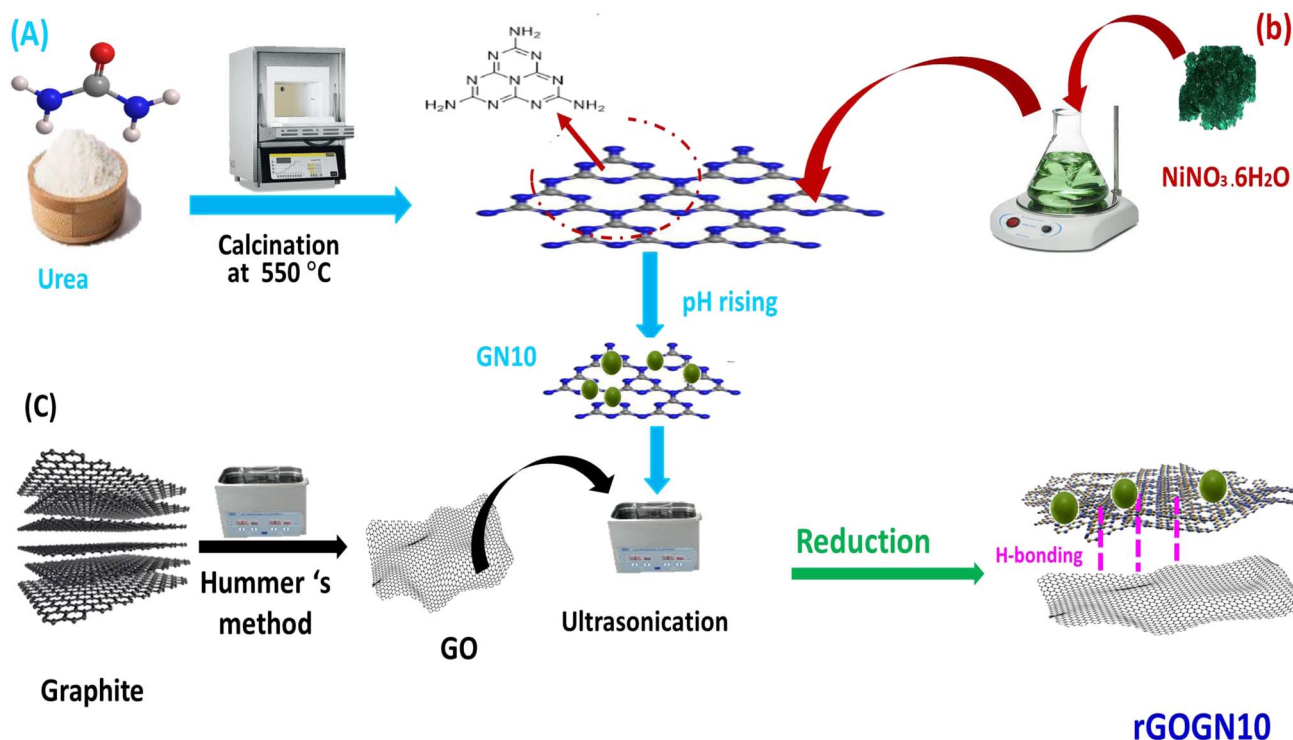 (A)
(b)
NH₂
H₂N
NH₂
N
N
N
N
N
N
N
NiNO₃.6H₂O
Urea
Calcination
at 550 °C
pH rising
GN10
(C)
Hummer ‘s
method
Graphite
GO
Ultrasonication
Reduction
H-bonding
rGOGN10